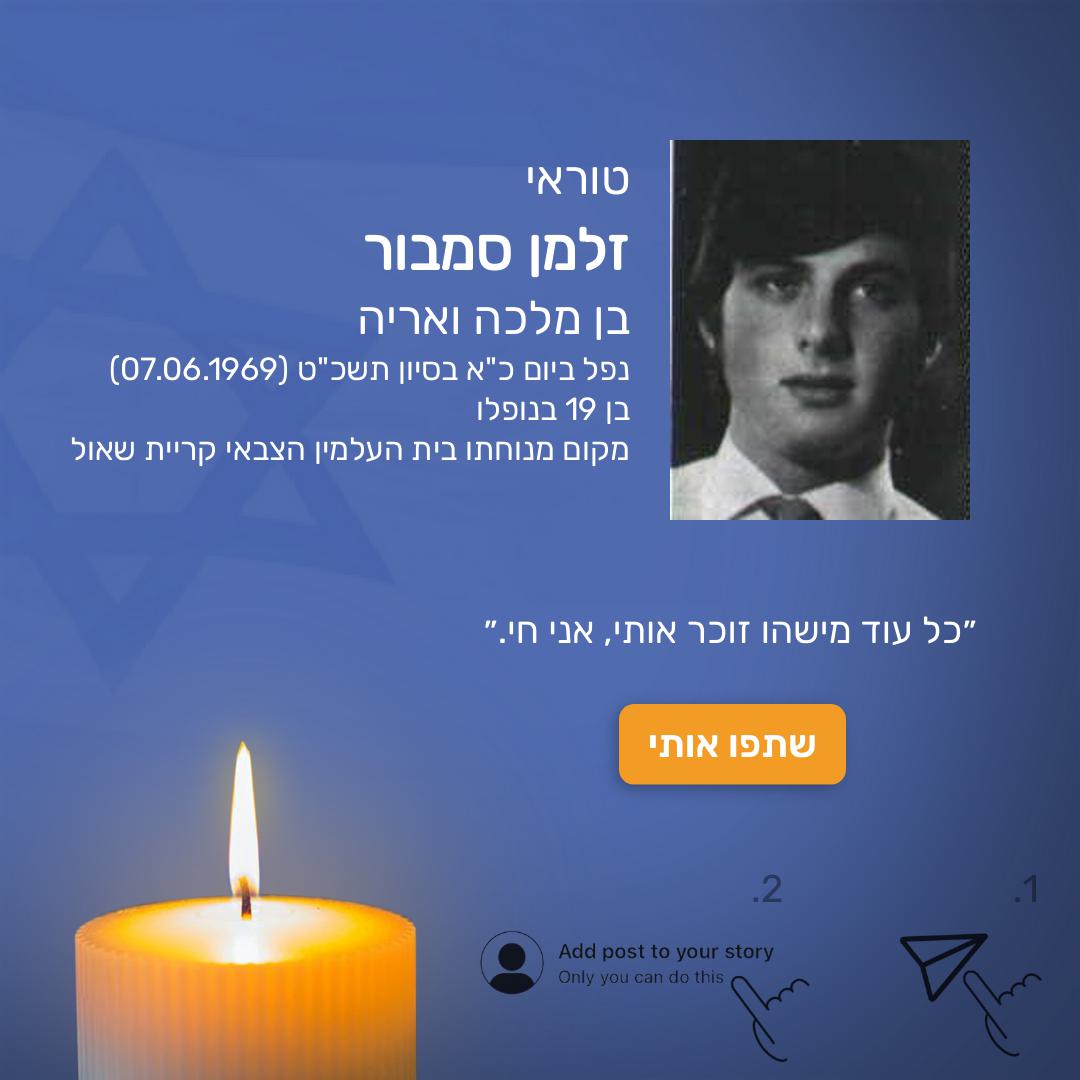 טוראי
זלמן סמבור
בן מלכה ואריה
נפל ביום כ"א בסיון תשכ"ט (07.06.1969)
בן 19 בנופלו
מקום מנוחתו בית העלמין הצבאי קריית שאול
״כל עוד מישהו זוכר אותי, אני חי.״
שתפו אותי
1.
2.
Add post to your story
Only you can do this